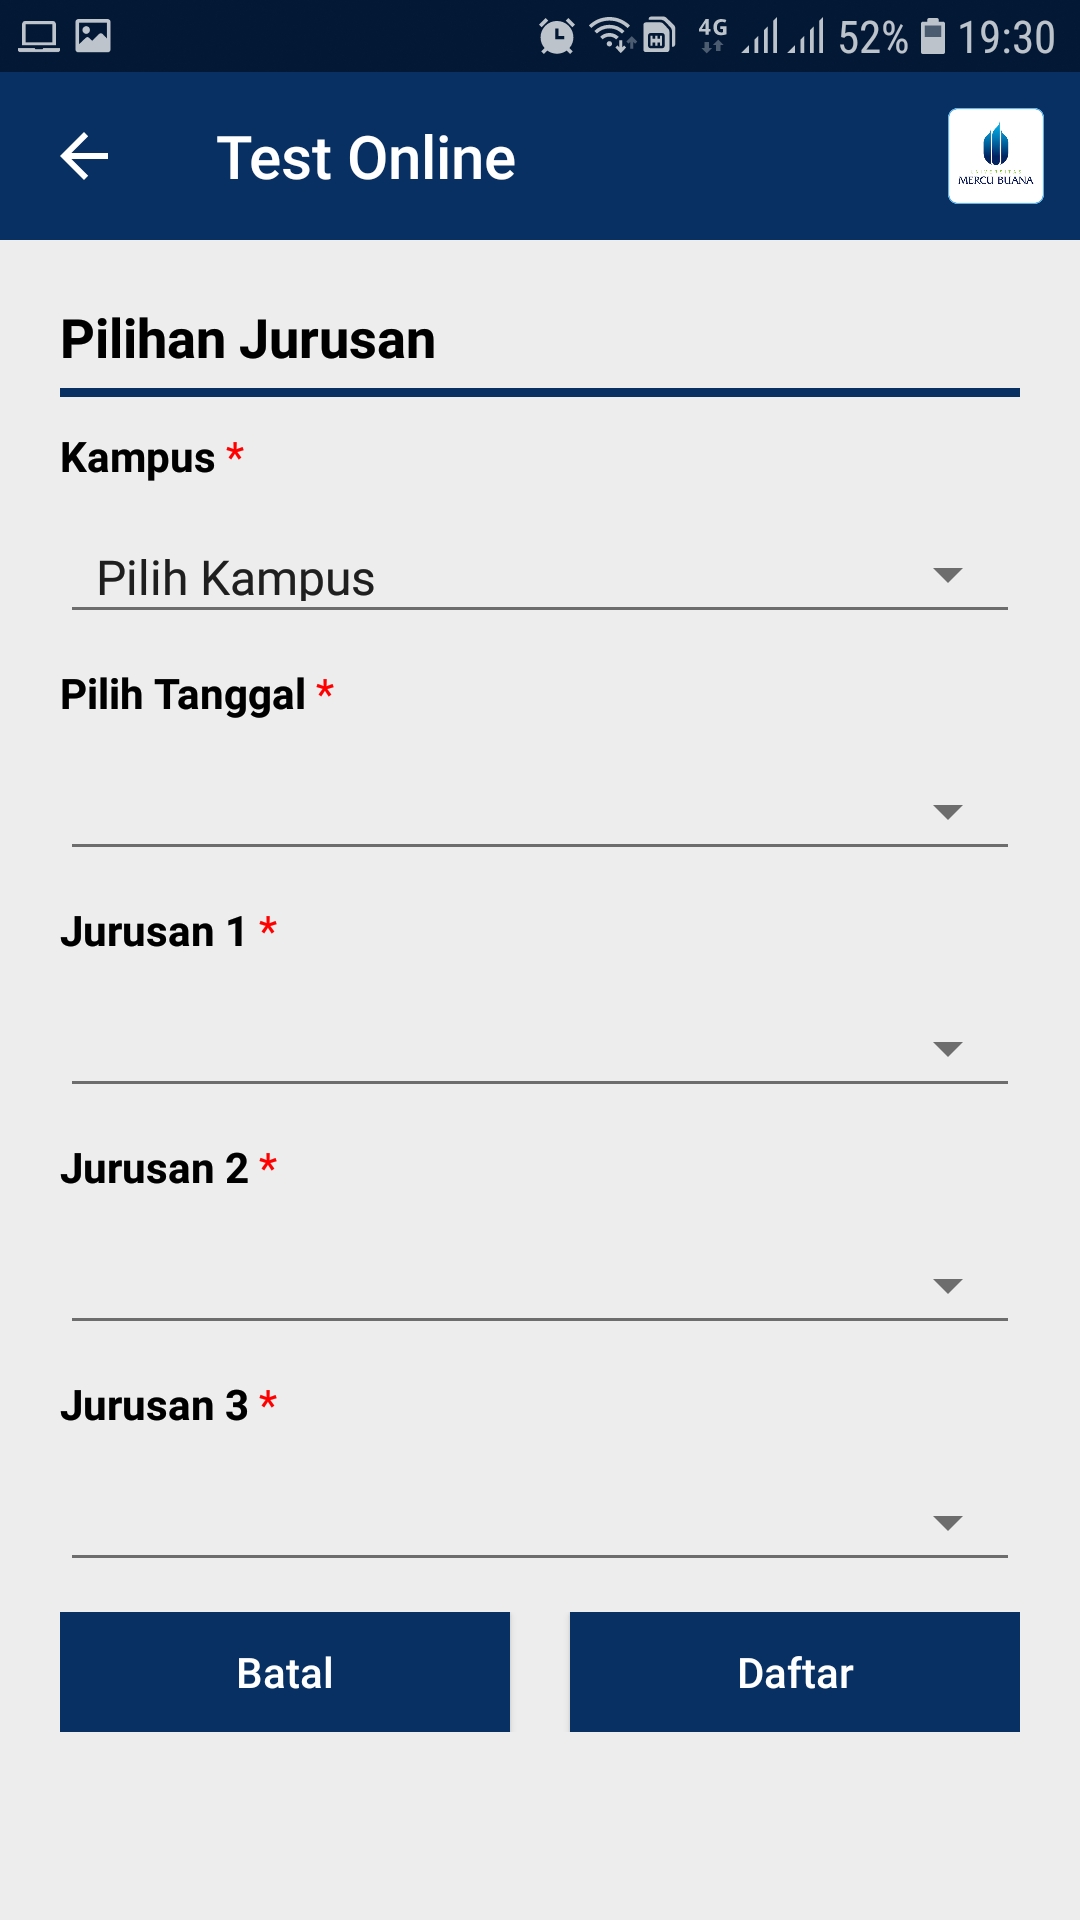 4G 52% 19:30
Test Online
MERCU BUANA
Pilihan Jurusan
Kampus *
Pilih Kampus
Pilih Tanggal *
Jurusan 1 *
Jurusan 2 *
Jurusan 3 *
Batal Daftar